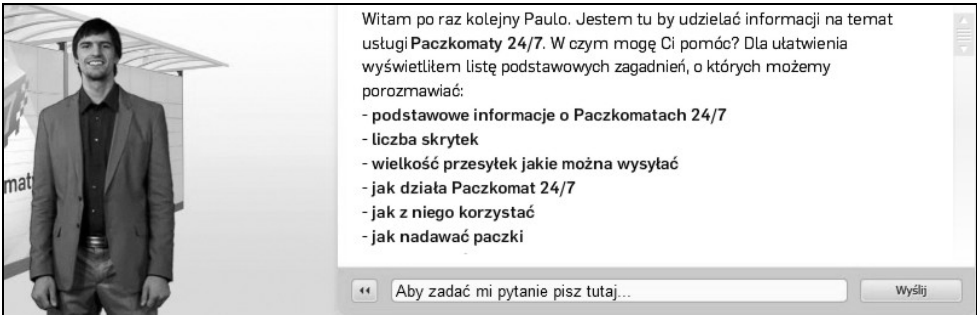 Witam po raz kolejny Paulo. Jestem tu by udzielać informacji na temat
usługi Paczkomaty 24/7. W czym mogę Ci pomóc? Dla ułatwienia
wyświetliłem listę podstawowych zagadnień, o których możemy
porozmawiać:
- podstawowe informacje o Paczkomatach 24/7
- liczba skrytek
- wielkość przesyłek jakie można wysyłać
- jak działa Paczkomat 24/7
- jak z niego korzystać
- jak nadawać paczki
Aby zadać mi pytanie pisz tutaj...
Wyślij